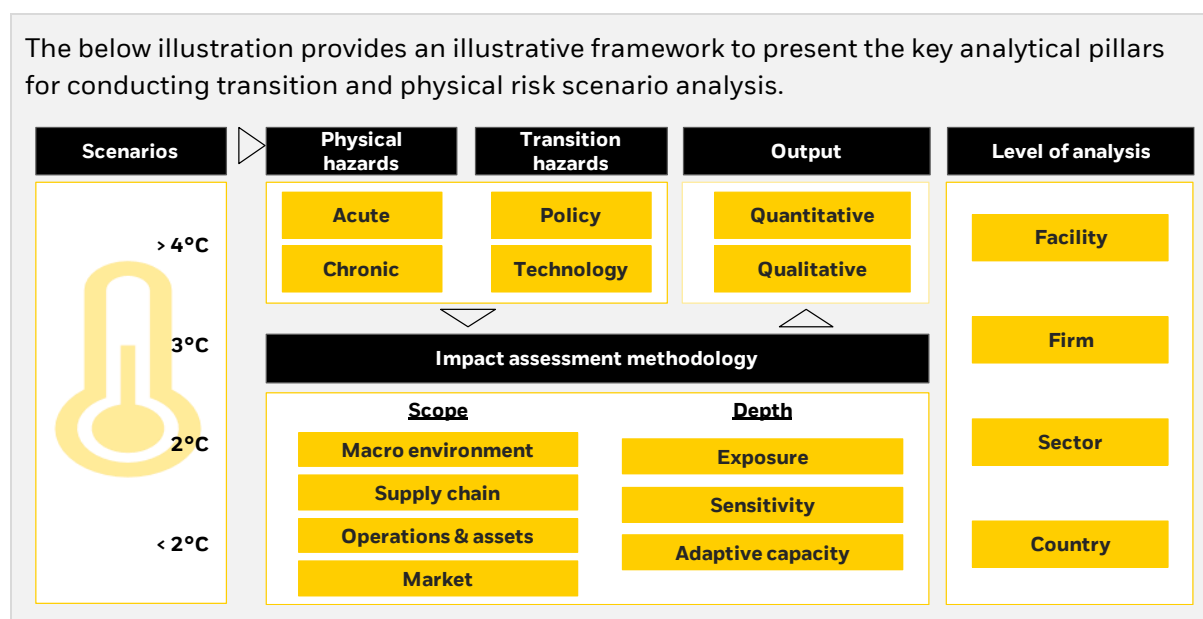 The below illustration provides an illustrative framework to present the key analytical pillars
for conducting transition and physical risk scenario analysis.
Scenarios
Physical
hazards
Transition
hazards
Output
Level of analysis
> 4°C
3°C
2°C
< 2°C
Acute
Chronic
Policy
Technology
Quantitative
Qualitative
Impact assessment methodology
Scope
Macro environment
Supply chain
Operations & assets
Market
Depth
Exposure
Sensitivity
Adaptive capacity
Facility
Firm
Sector
Country